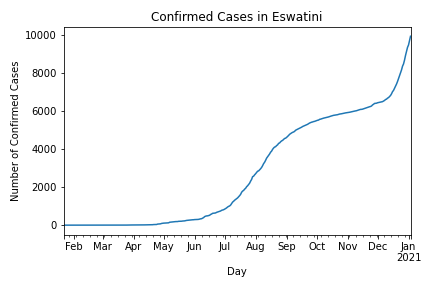 Confirmed Cases in Eswatini
10000
8000
6000
4000
2000
0
Number of Confirmed Cases
Feb Mar Apr May Jun Jul Aug Sep Oct Nov Dec Jan
2021
Day